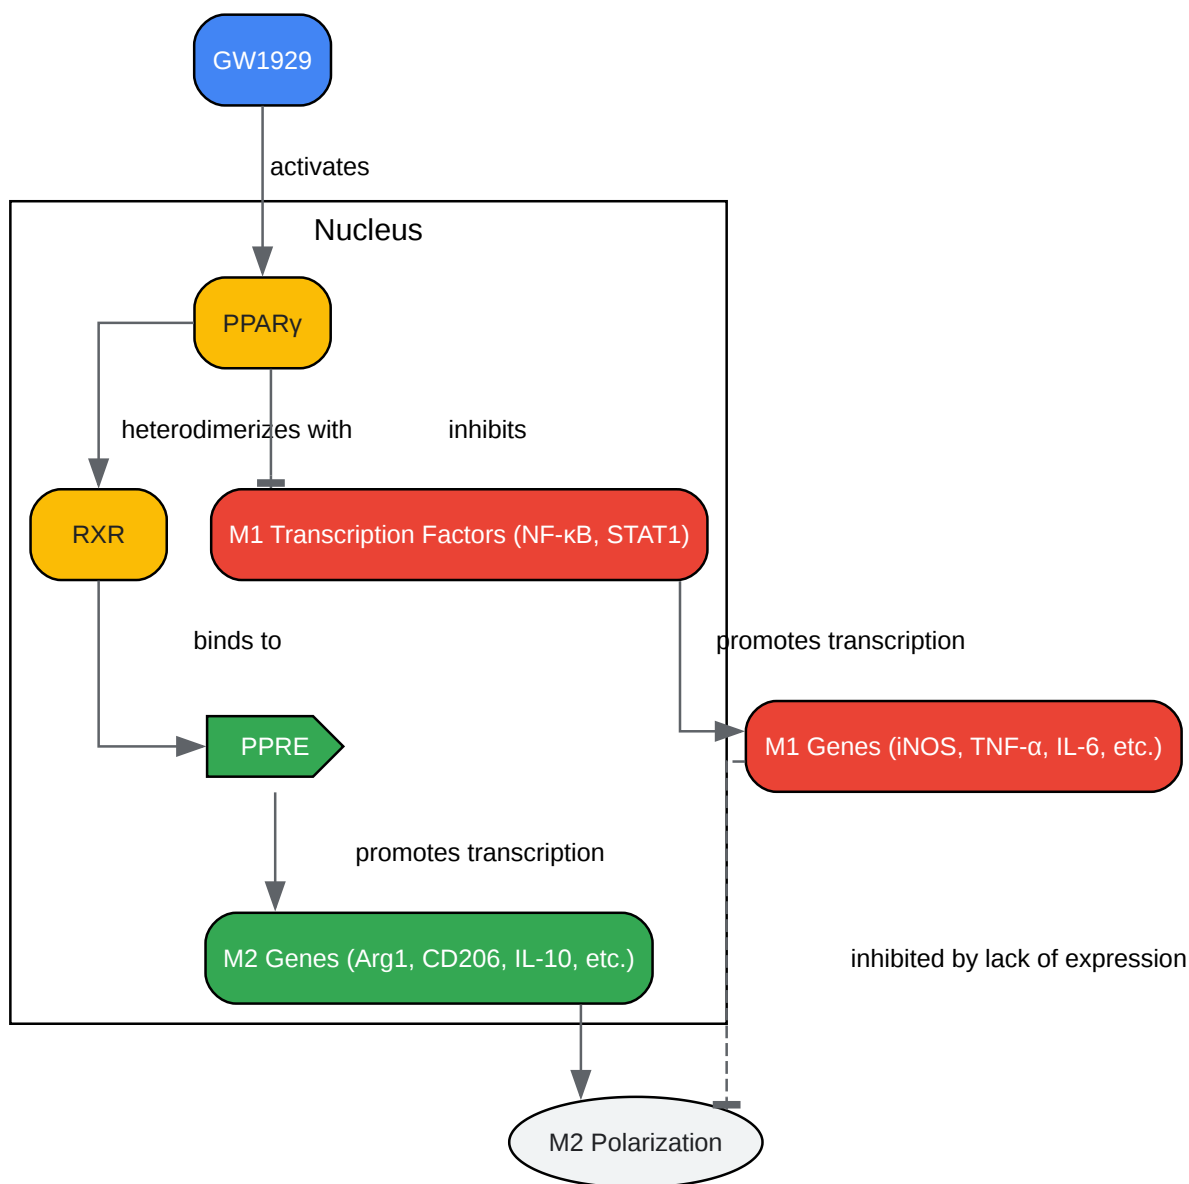 GW1929
activates
Nucleus
PPARγ
heterodimerizes with
inhibits
RXR
M1 Transcription Factors (NF-κB, STAT1)
binds to
promotes transcription
PPRE
M1 Genes (iNOS, TNF-α, IL-6, etc.)
promotes transcription
M2 Genes (Arg1, CD206, IL-10, etc.)
inhibited by lack of expression
M2 Polarization